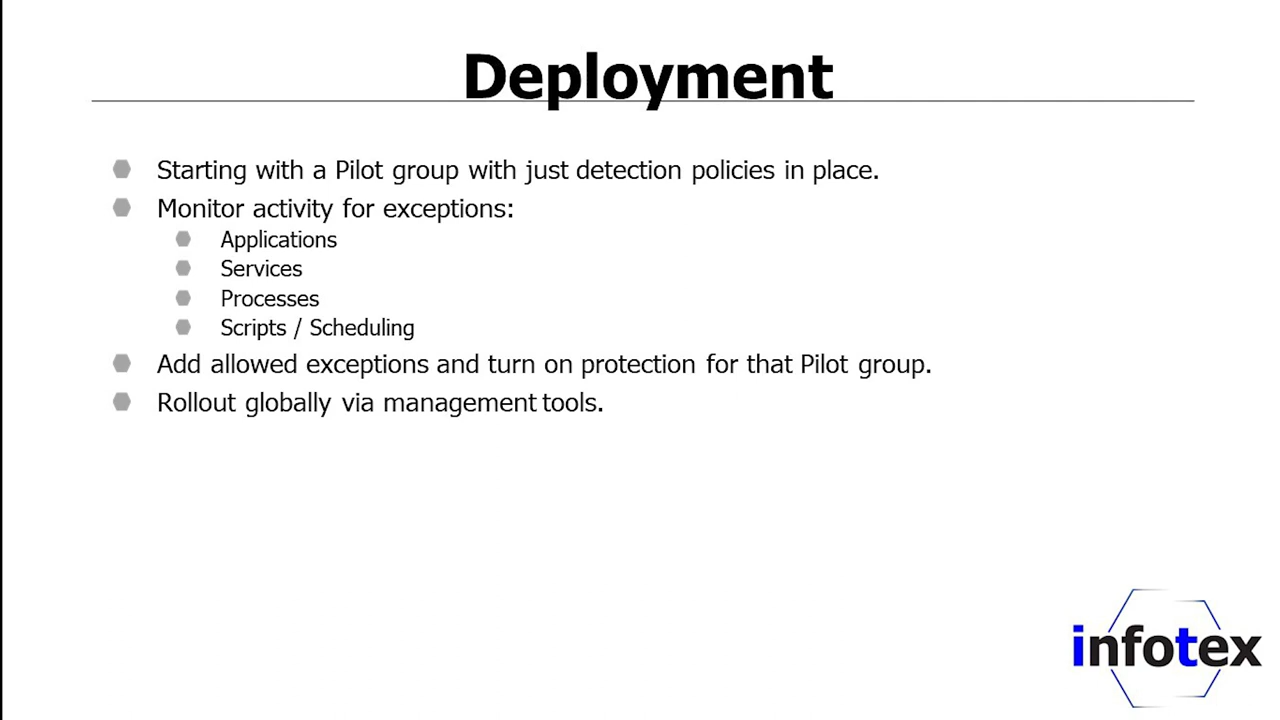 Deployment
Starting with a Pilot group with just detection policies in place.
Monitor activity for exceptions:
Applications
Services
Processes
Scripts / Scheduling
Add allowed exceptions and turn on protection for that Pilot group.
Rollout globally via management tools.
infotex